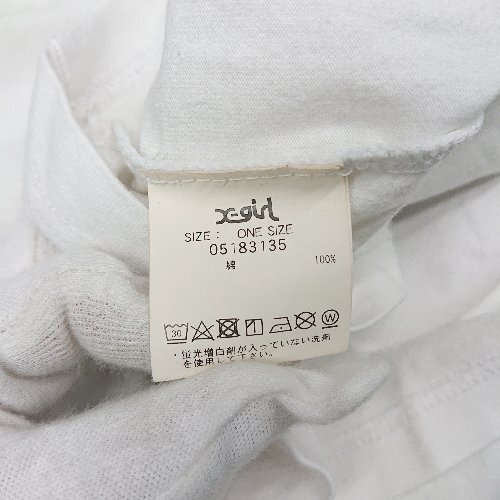 X-girl
SIZE : ONE SIZE
05183135
綿 100%
30 W
・蛍光増白剤が入っていない洗剤
を使用して下さい。